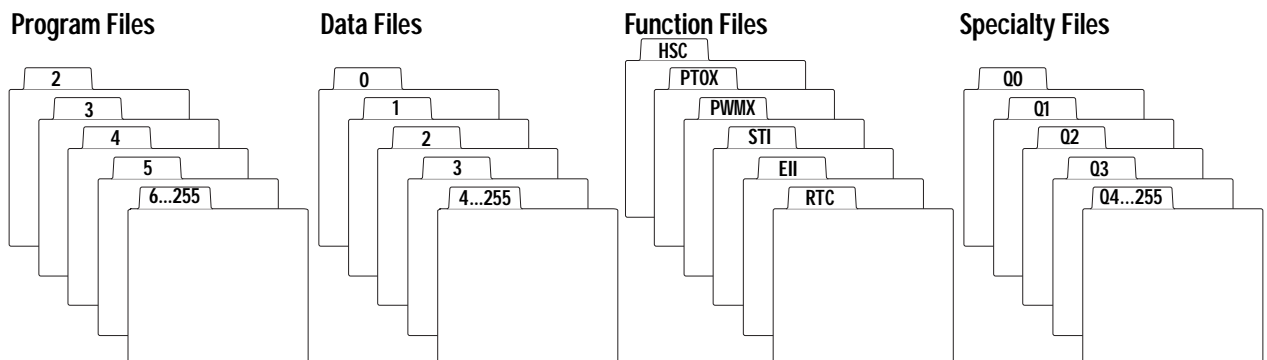 Program Files
2
3
4
5
6...255
Data Files
0
1
2
3
4...255
Function Files
HSC
PTOX
PWMX
STI
EII
RTC
Specialty Files
Q0
Q1
Q2
Q3
Q4...255